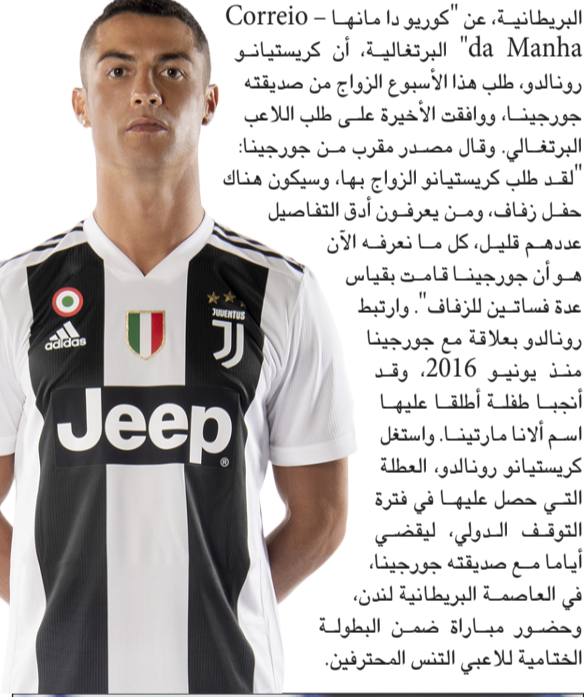 البريطانية، عن "كوريو دا مانها – Correio
da Manha" البرتغالية، أن كريستيانو
رونالدو، طلب هذا الأسبوع الزواج من صديقته
جورجينا، ووافقت الأخيرة على طلب اللاعب
البرتغالي. وقال مصدر مقرب من جورجينا:
"لقد طلب كريستيانو الزواج بها، وسيكون هناك
حفل زفاف، ومن يعرفون أدق التفاصيل
عددهم قليل، كل ما نعرفه الآن
هو أن جورجينا قامت بقياس
عدة فساتين للزفاف". وارتبط
رونالدو بعلاقة مع جورجينا
منذ يونيو 2016، وقد
أنجبا طفلة أطلقا عليها
اسم ألانا مارتينا. واستغل
كريستيانو رونالدو، العطلة
التي حصل عليها في فترة
التوقف الدولي، ليقضي
أياما مع صديقته جورجينا،
في العاصمة البريطانية لندن،
وحضور مباراة ضمن البطولة
الختامية للاعبي التنس المحترفين.
adidas
JUVENTUS
Jeep®